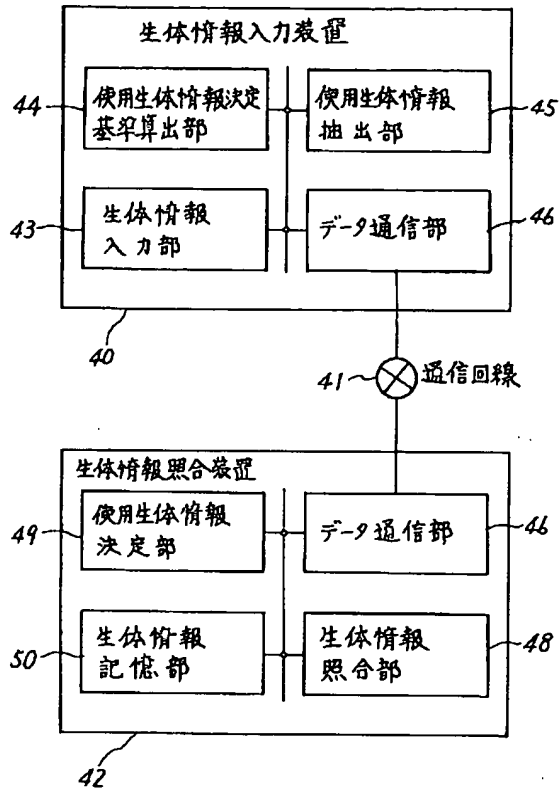 生体情報入力装置
44
使用生体情報決定
基準算出部
使用生体情報
抽出部
45
43
生体情報
入力部
データ通信部
46
40
41
通信回線
生体情報照合装置
49
使用生体情報
決定部
データ通信部
46
50
生体情報
記憶部
生体情報
照合部
48
42